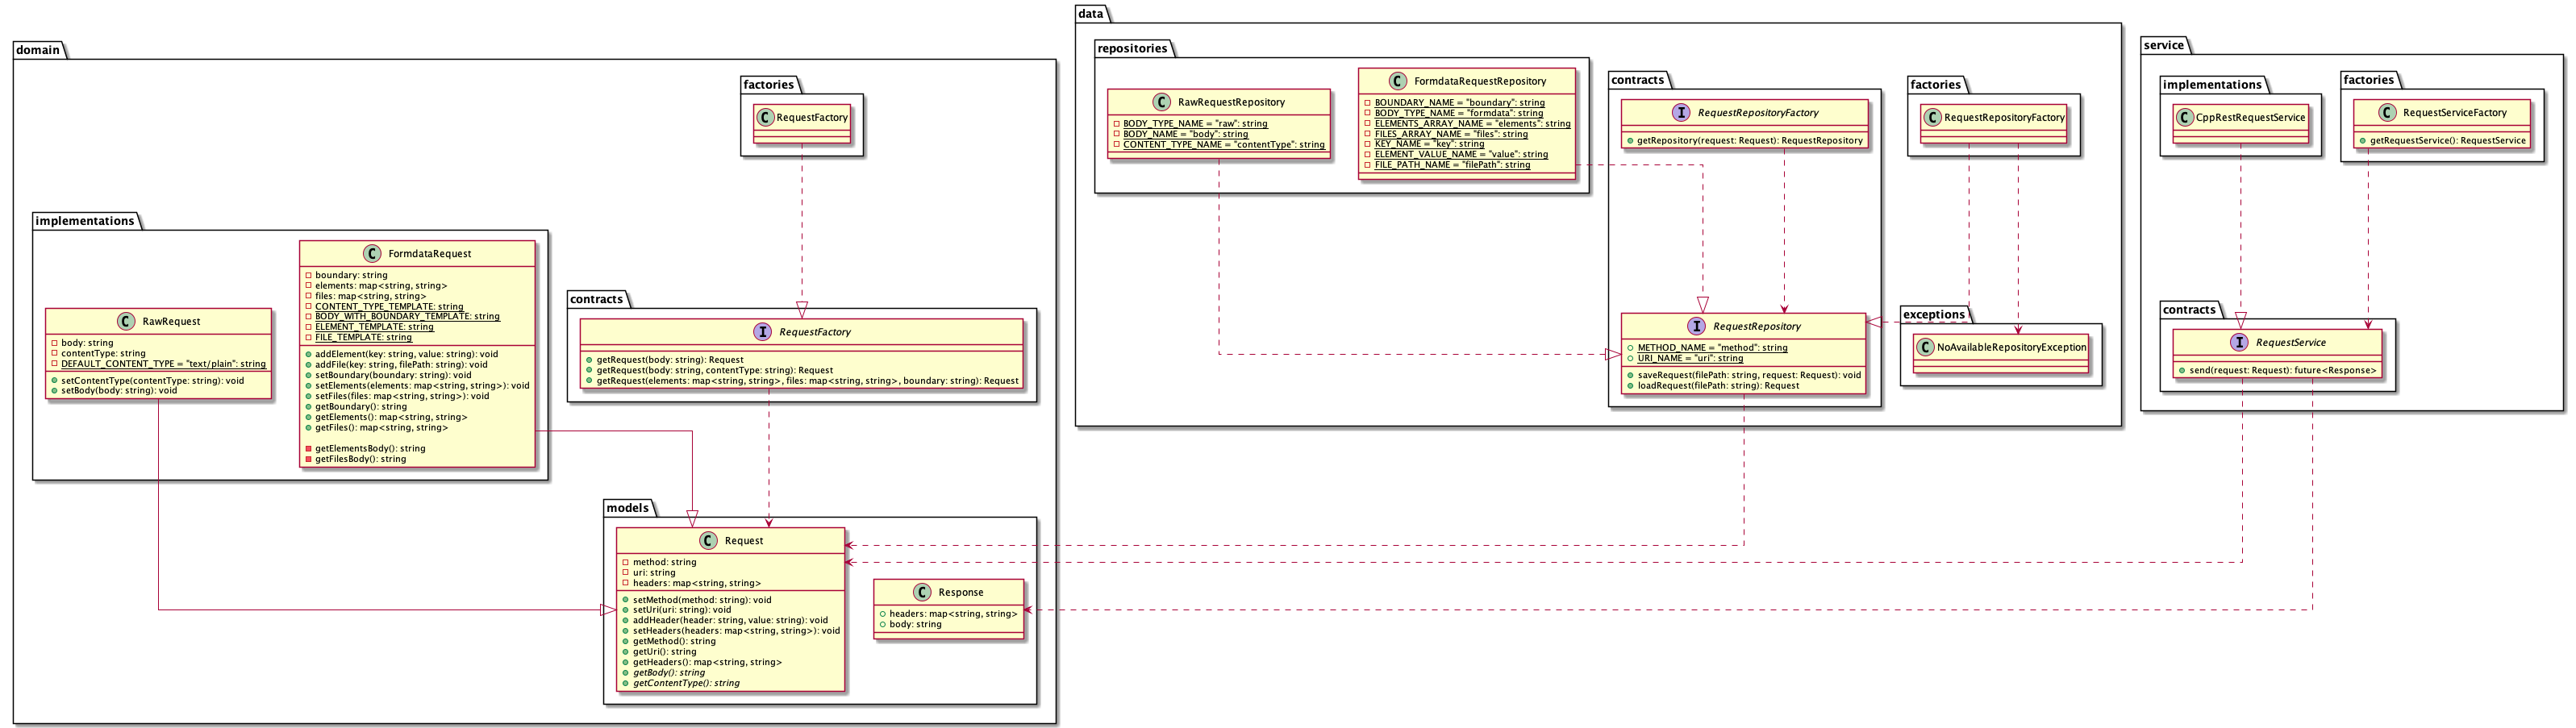 domain
factories
C RequestFactory
implementations
C RawRequest
body: string
contentType: string
DEFAULT_CONTENT_TYPE = "text/plain": string
setContentType(contentType: string): void
setBody(body: string): void
C FormdataRequest
boundary: string
elements: map<string, string>
files: map<string, string>
CONTENT_TYPE_TEMPLATE: string
BODY_WITH_BOUNDARY_TEMPLATE: string
ELEMENT_TEMPLATE: string
FILE_TEMPLATE: string
addElement(key: string, value: string): void
addFile(key: string, filePath: string): void
setBoundary(boundary: string): void
setElements(elements: map<string, string>): void
setFiles(files: map<string, string>): void
getBoundary(): string
getElements(): map<string, string>
getFiles(): map<string, string>
getElementsBody(): string
getFilesBody(): string
contracts
I RequestFactory
getRequest(body: string): Request
getRequest(body: string, contentType: string): Request
getRequest(elements: map<string, string>, files: map<string, string>, boundary: string): Request
models
C Request
method: string
uri: string
headers: map<string, string>
setMethod(method: string): void
setUri(uri: string): void
addHeader(header: string, value: string): void
setHeaders(headers: map<string, string>): void
getMethod(): string
getUri(): string
getHeaders(): map<string, string>
getBody(): string
getContentType(): string
C Response
headers: map<string, string>
body: string
data
repositories
C RawRequestRepository
BODY_TYPE_NAME = "raw": string
BODY_NAME = "body": string
CONTENT_TYPE_NAME = "contentType": string
C FormdataRequestRepository
BOUNDARY_NAME = "boundary": string
BODY_TYPE_NAME = "formdata": string
ELEMENTS_ARRAY_NAME = "elements": string
FILES_ARRAY_NAME = "files": string
KEY_NAME = "key": string
ELEMENT_VALUE_NAME = "value": string
FILE_PATH_NAME = "filePath": string
contracts
I RequestRepositoryFactory
getRepository(request: Request): RequestRepository
I RequestRepository
METHOD_NAME = "method": string
URI_NAME = "uri": string
saveRequest(filePath: string, request: Request): void
loadRequest(filePath: string): Request
factories
C RequestRepositoryFactory
exceptions
C NoAvailableRepositoryException
service
implementations
C CppRestRequestService
factories
C RequestServiceFactory
getRequestService(): RequestService
contracts
I RequestService
send(request: Request): future<Response>